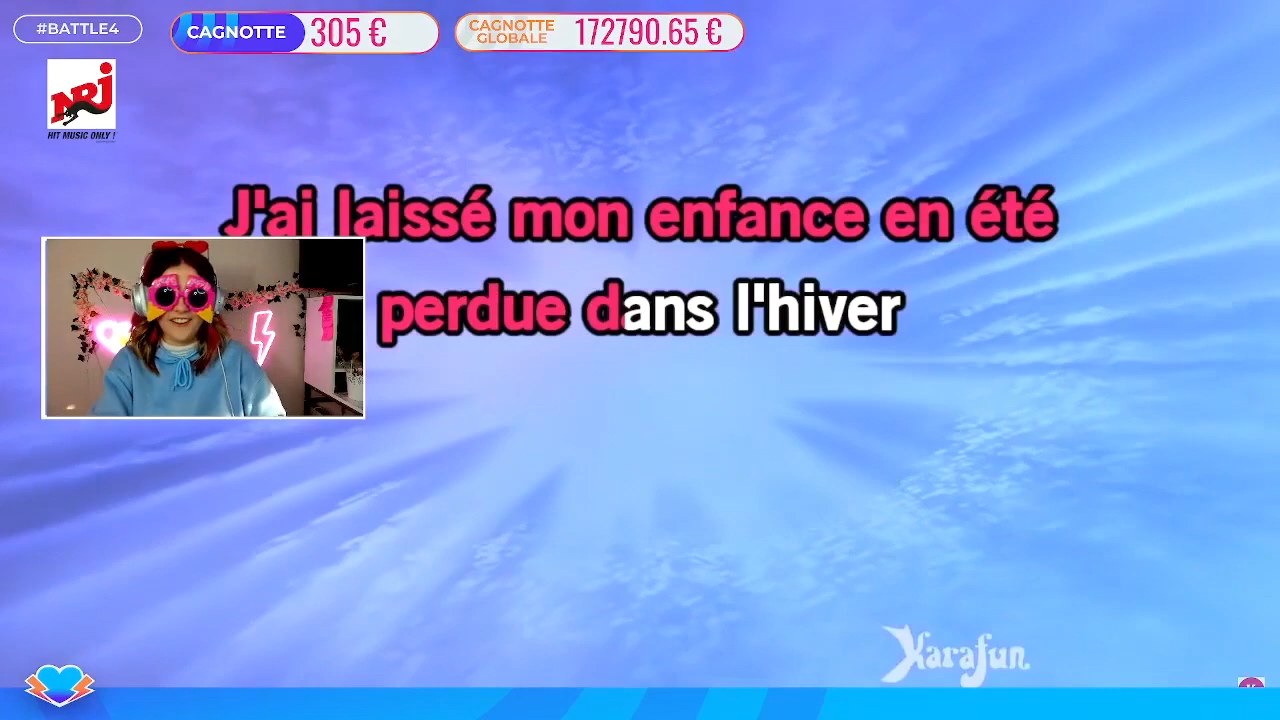 #BATTLE4
CAGNOTTE 305 €
CAGNOTTE GLOBALE 172790.65 €
NRJ
HIT MUSIC ONLY !
J'ai laissé mon enfance en été
perdue dans l'hiver
Karafun